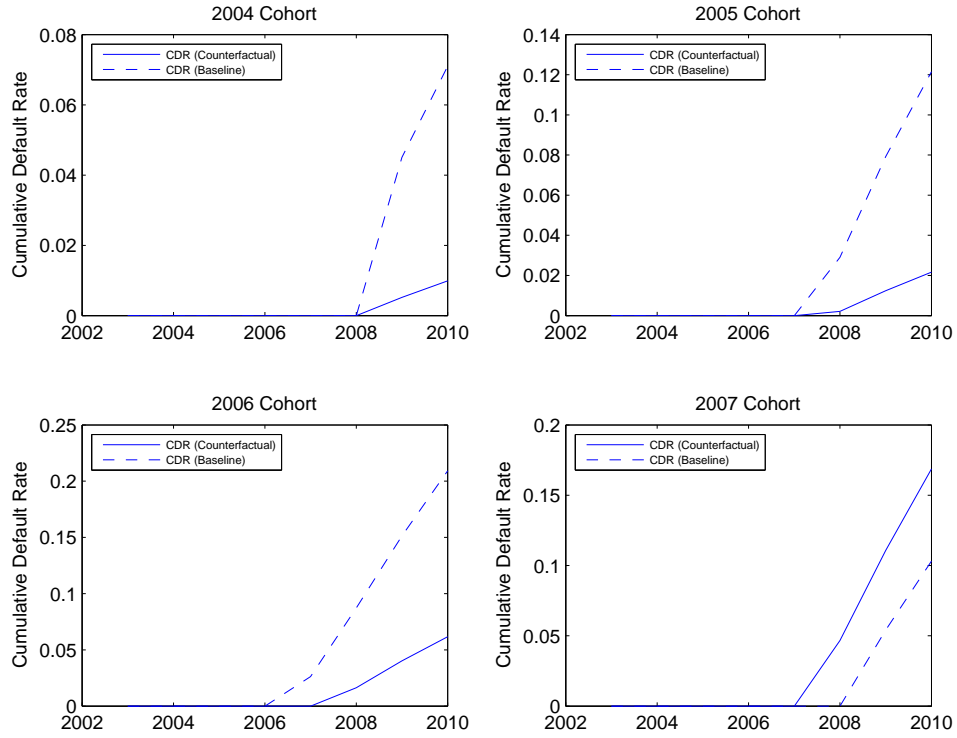 2004 Cohort
CDR (Counterfactual)
CDR (Baseline)
Cumulative Default Rate
0.08
0.06
0.04
0.02
0
2002 2004 2006 2008 2010
2005 Cohort
CDR (Counterfactual)
CDR (Baseline)
Cumulative Default Rate
0.14
0.12
0.1
0.08
0.06
0.04
0.02
0
2002 2004 2006 2008 2010
2006 Cohort
CDR (Counterfactual)
CDR (Baseline)
Cumulative Default Rate
0.25
0.2
0.15
0.1
0.05
0
2002 2004 2006 2008 2010
2007 Cohort
CDR (Counterfactual)
CDR (Baseline)
Cumulative Default Rate
0.2
0.15
0.1
0.05
0
2002 2004 2006 2008 2010